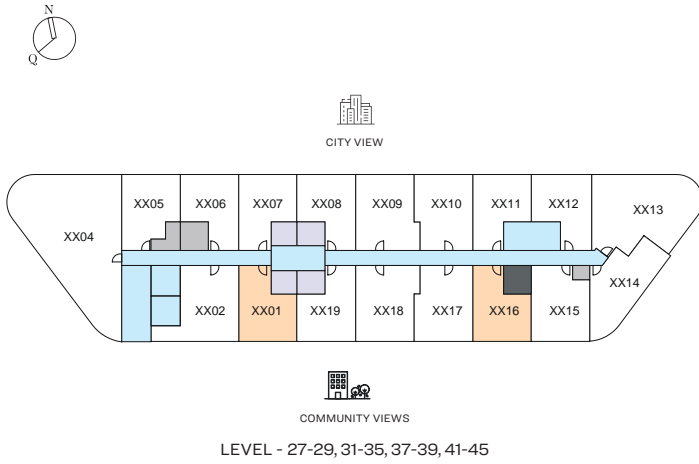 N
Q
CITY VIEW
XX05 XX06 XX07 XX08 XX09 XX10 XX11 XX12
XX04 XX13
XX14
XX02 XX01 XX19 XX18 XX17 XX16 XX15
COMMUNITY VIEWS
LEVEL - 27-29, 31-35, 37-39, 41-45